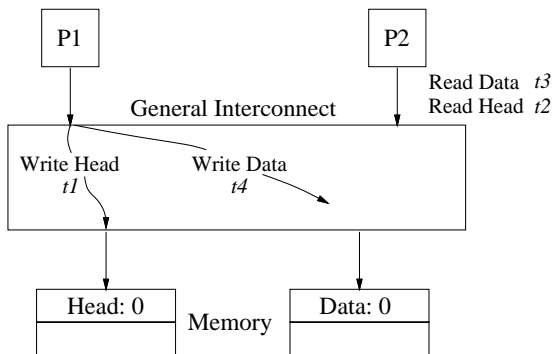 P1
P2
Read Data t3
Read Head t2
General Interconnect
Write Head
t1
Write Data
t4
Head: 0
Memory
Data: 0